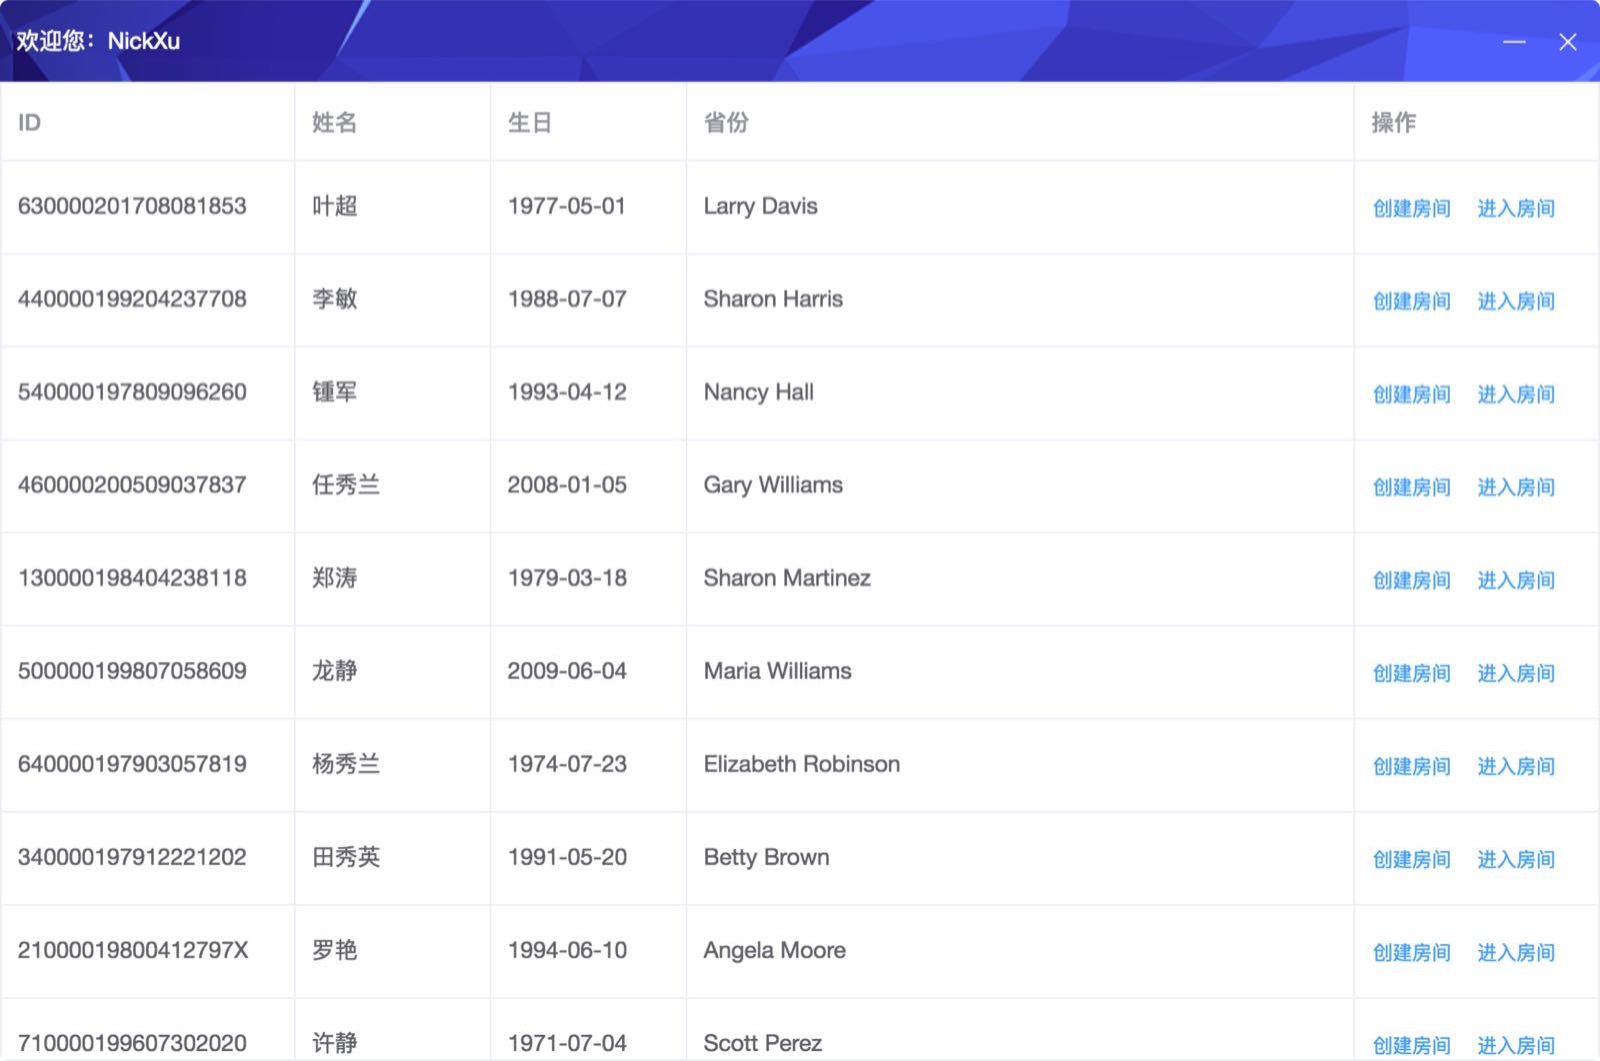 欢迎您：NickXu
ID 姓名 生日 省份 操作
630000201708081853 叶超 1977-05-01 Larry Davis 创建房间 进入房间
440000199204237708 李敏 1988-07-07 Sharon Harris 创建房间 进入房间
540000197809096260 锺军 1993-04-12 Nancy Hall 创建房间 进入房间
460000200509037837 任秀兰 2008-01-05 Gary Williams 创建房间 进入房间
130000198404238118 郑涛 1979-03-18 Sharon Martinez 创建房间 进入房间
500000199807058609 龙静 2009-06-04 Maria Williams 创建房间 进入房间
640000197903057819 杨秀兰 1974-07-23 Elizabeth Robinson 创建房间 进入房间
340000197912221202 田秀英 1991-05-20 Betty Brown 创建房间 进入房间
21000019800412797X 罗艳 1994-06-10 Angela Moore 创建房间 进入房间
710000199607302020 许静 1971-07-04 Scott Perez 创建房间 进入房间